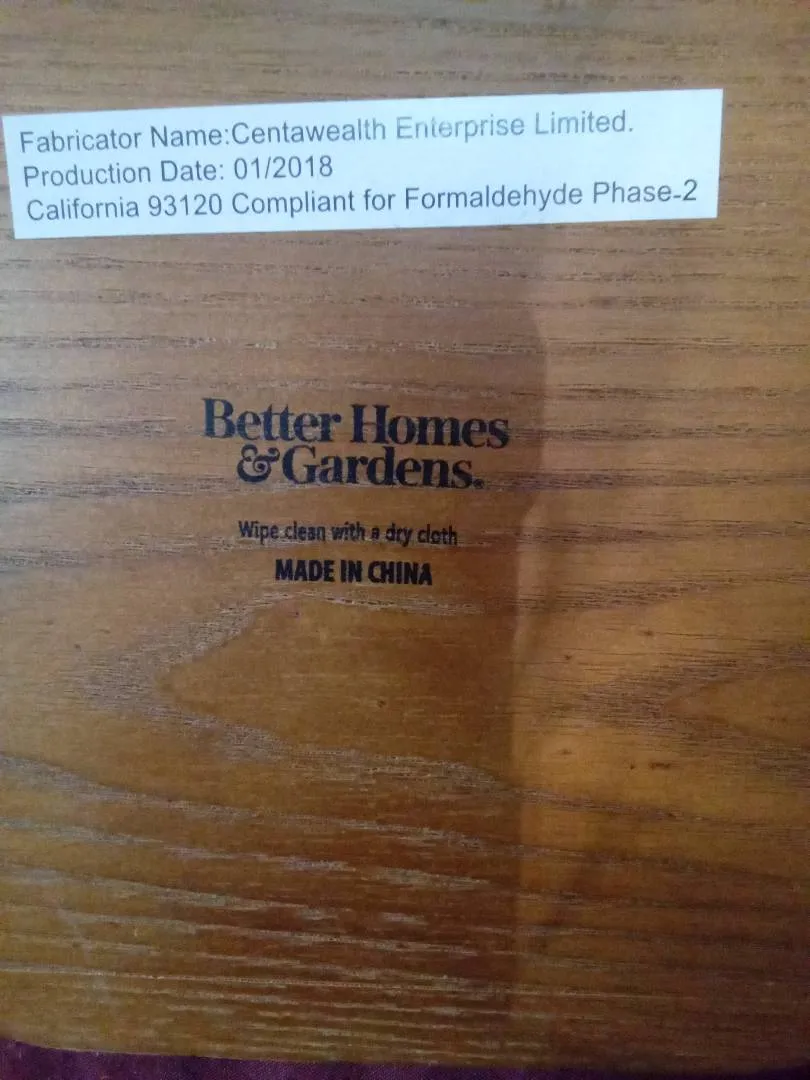 Fabricator Name:Centawealth Enterprise Limited.
Production Date: 01/2018
California 93120 Compliant for Formaldehyde Phase-2
Better Homes
&Gardens®
Wipe clean with a dry cloth
MADE IN CHINA